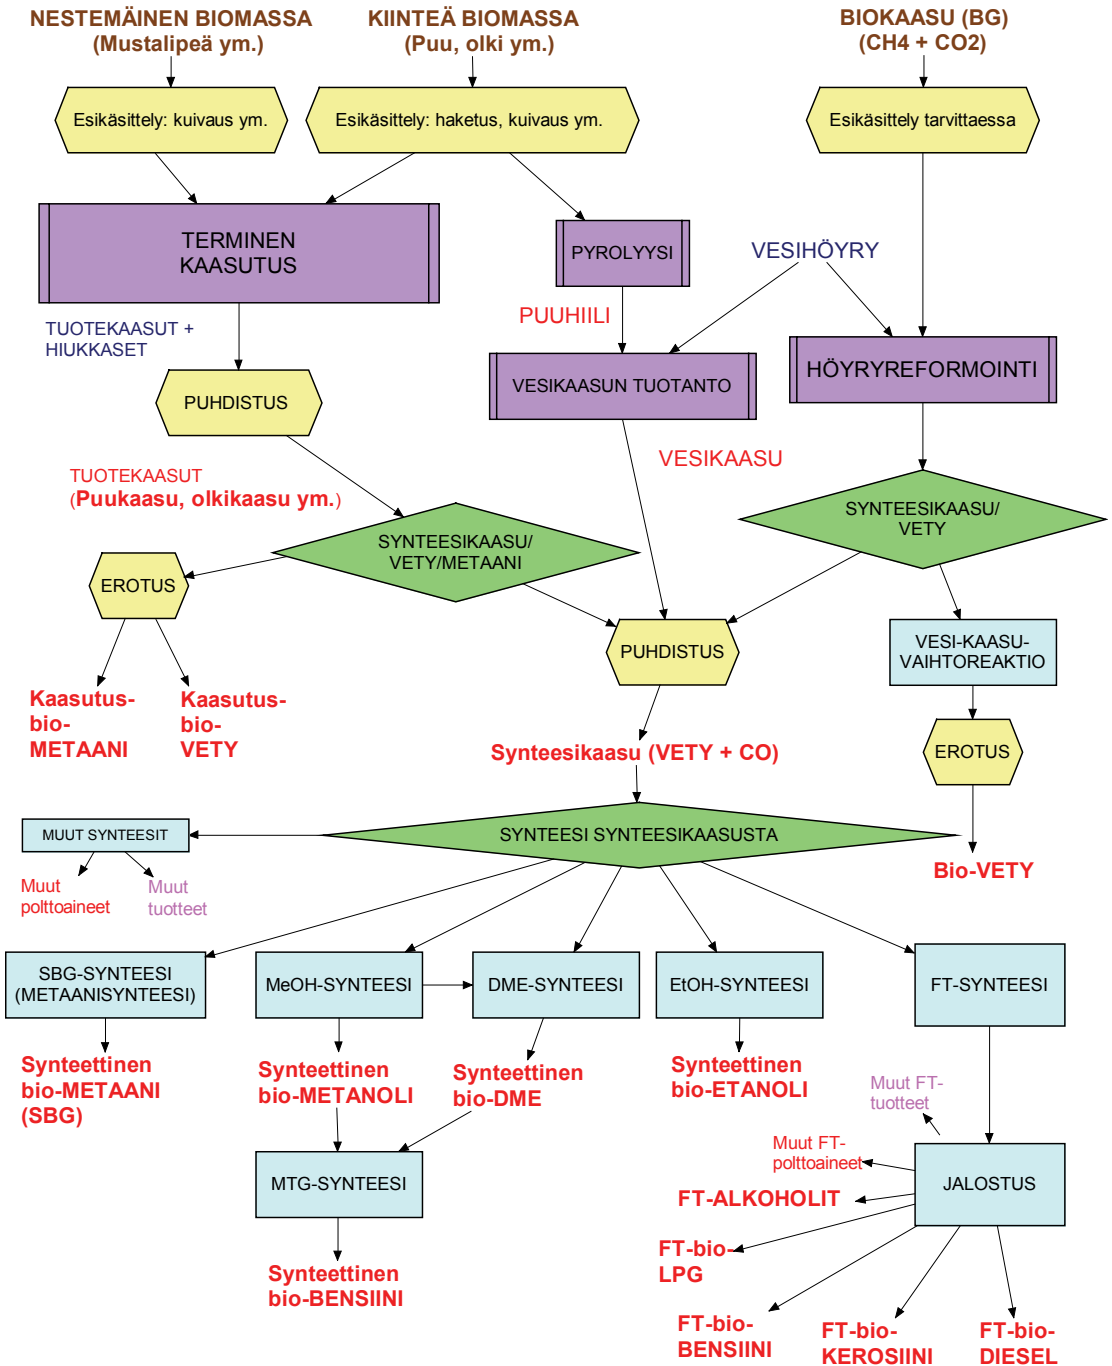 NESTEMÄINEN BIOMASSA
(Mustalipeä ym.)
KIINTEÄ BIOMASSA
(Puu, olki ym.)
BIOKAASU (BG)
(CH4 + CO2)
Esikäsittely: kuivaus ym.
Esikäsittely: haketus, kuivaus ym.
Esikäsittely tarvittaessa
TERMINEN
KAASUTUS
PYROLYYSI
VESIHÖYRY
TUOTEKAASUT +
HIUKKASET
PUUHIILI
VESIKAASUN TUOTANTO
HÖYRYREFORMOINTI
PUHDISTUS
VESIKAASU
TUOTEKAASUT
(Puukaasu, olkikaasu ym.)
SYNTEESIKAASU/
VETY
SYNTEESIKAASU/
VETY/METAANI
EROTUS
PUHDISTUS
VESI-KAASU-
VAIHTOREAKTIO
Kaasutus-
bio-
METAANI
Kaasutus-
bio-
VETY
Synteesikaasu (VETY + CO)
EROTUS
MUUT SYNTEESIT
SYNTEESI SYNTEESIKAASUSTA
Bio-VETY
Muut
polttoaineet
Muut
tuotteet
SBG-SYNTEESI
(METAANISYNTEESI)
MeOH-SYNTEESI
DME-SYNTEESI
EtOH-SYNTEESI
FT-SYNTEESI
Synteettinen
bio-METAANI
(SBG)
Synteettinen
bio-METANOLI
Synteettinen
bio-DME
Synteettinen
bio-ETANOLI
Muut FT-
tuotteet
Muut FT-
polttoaineet
MTG-SYNTEESI
JALOSTUS
FT-ALKOHOLIT
FT-bio-
LPG
Synteettinen
bio-BENSIINI
FT-bio-
BENSIINI
FT-bio-
KEROSIINI
FT-bio-
DIESEL